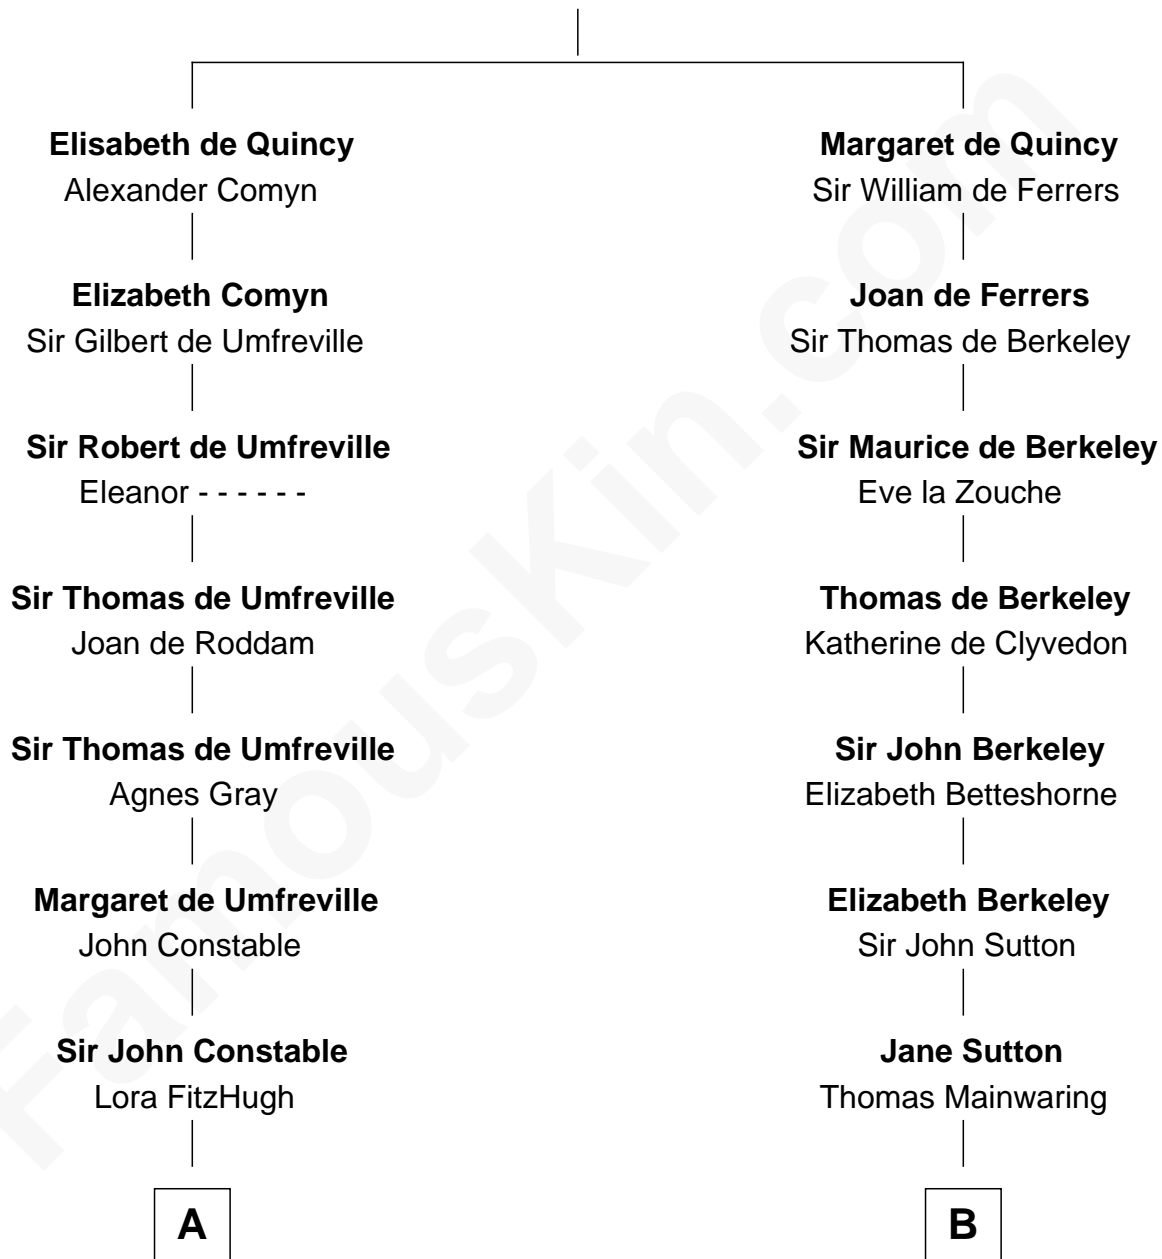 Elisabeth de Quincy
Alexander Comyn
Margaret de Quincy
Sir William de Ferrers
Elizabeth Comyn
Sir Gilbert de Umfreville
Joan de Ferrers
Sir Thomas de Berkeley
Sir Robert de Umfreville
Eleanor - - - - - -
Sir Maurice de Berkeley
Eve la Zouche
Sir Thomas de Umfreville
Joan de Roddam
Thomas de Berkeley
Katherine de Clyvedon
Sir Thomas de Umfreville
Agnes Gray
Sir John Berkeley
Elizabeth Betteshorne
Margaret de Umfreville
John Constable
Elizabeth Berkeley
Sir John Sutton
Sir John Constable
Lora FitzHugh
Jane Sutton
Thomas Mainwaring
A
B
FamousKin.com